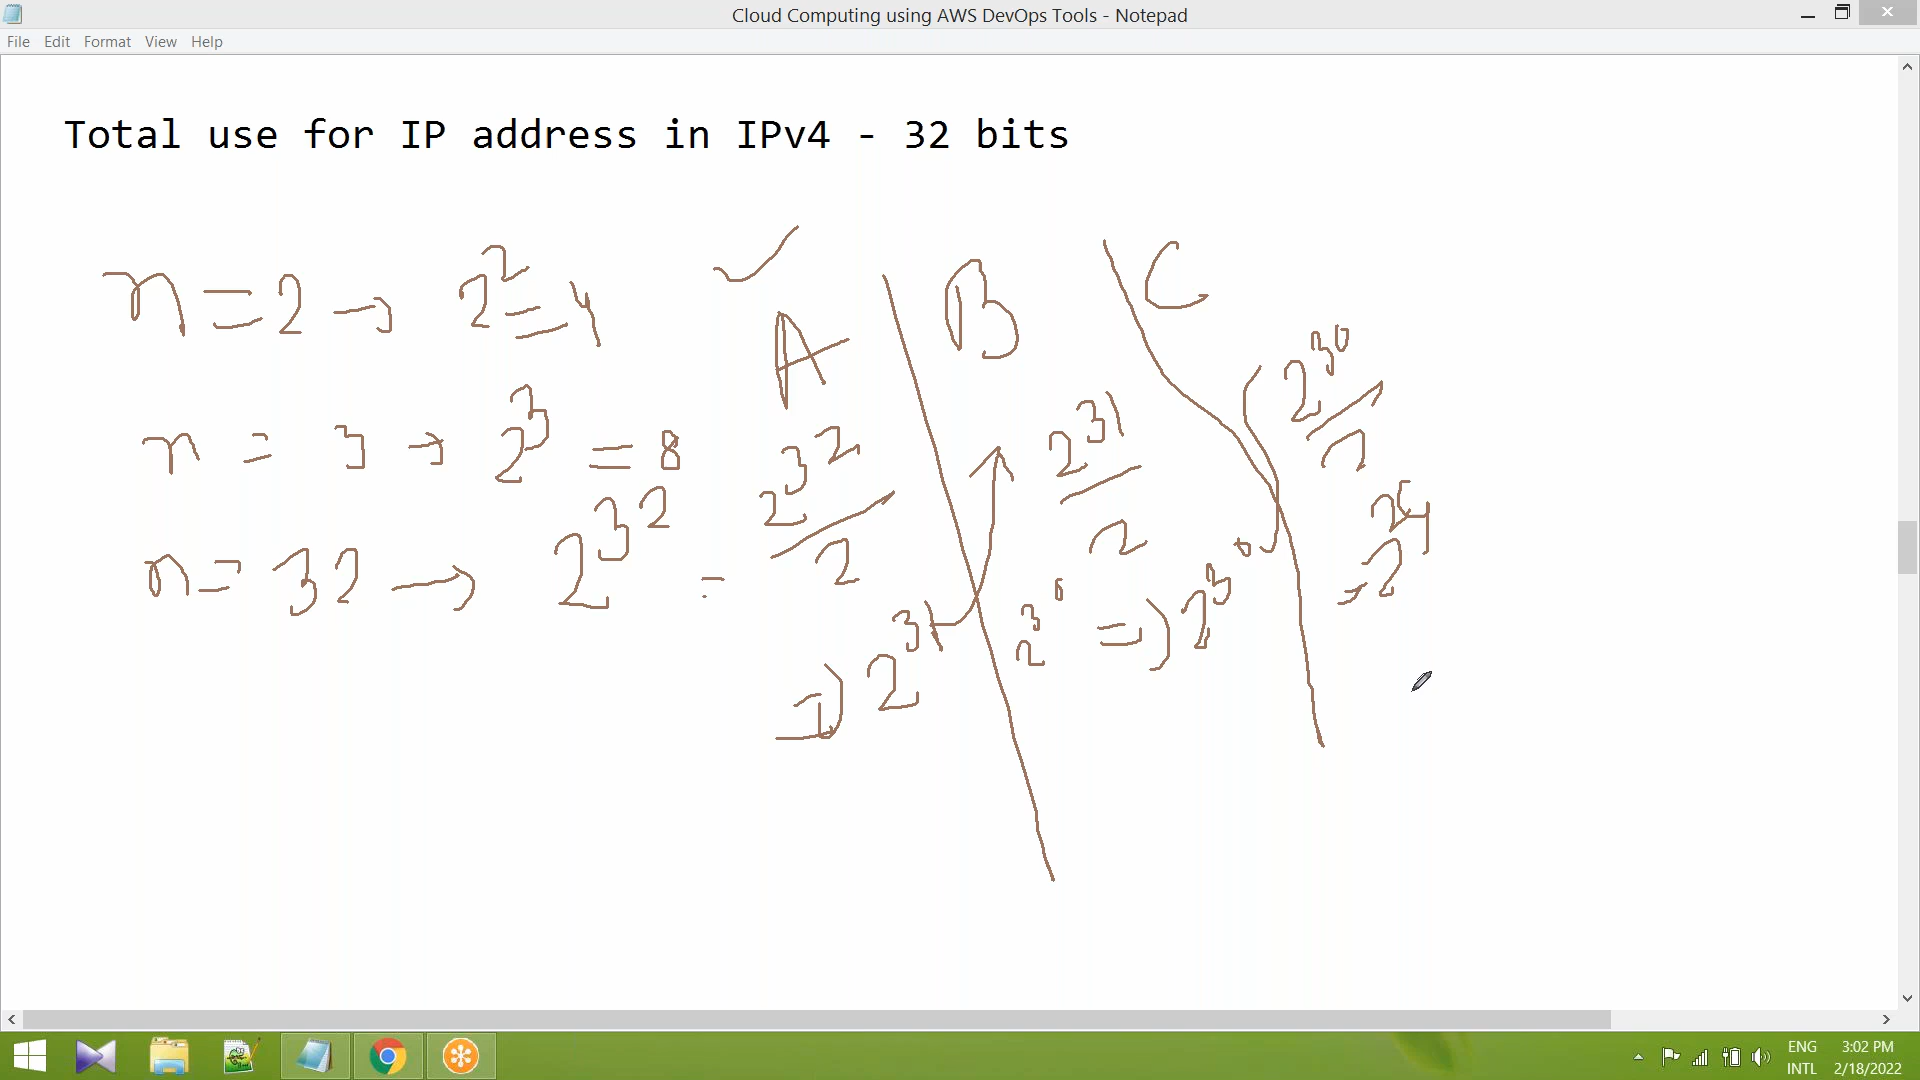 Cloud Computing using AWS DevOps Tools - Notepad
File Edit Format View Help
Total use for IP address in IPv4 - 32 bits
n = 2 → 2² = 4 ✓
A B C
n = 3 → 2³ = 8
n = 32 → 2³² = 2³²/2
⇒ 2³¹
2³¹/2
2³⁰ ⇒ 2³⁰
2³⁰/2
ENG 3:02 PM
INTL 2/18/2022